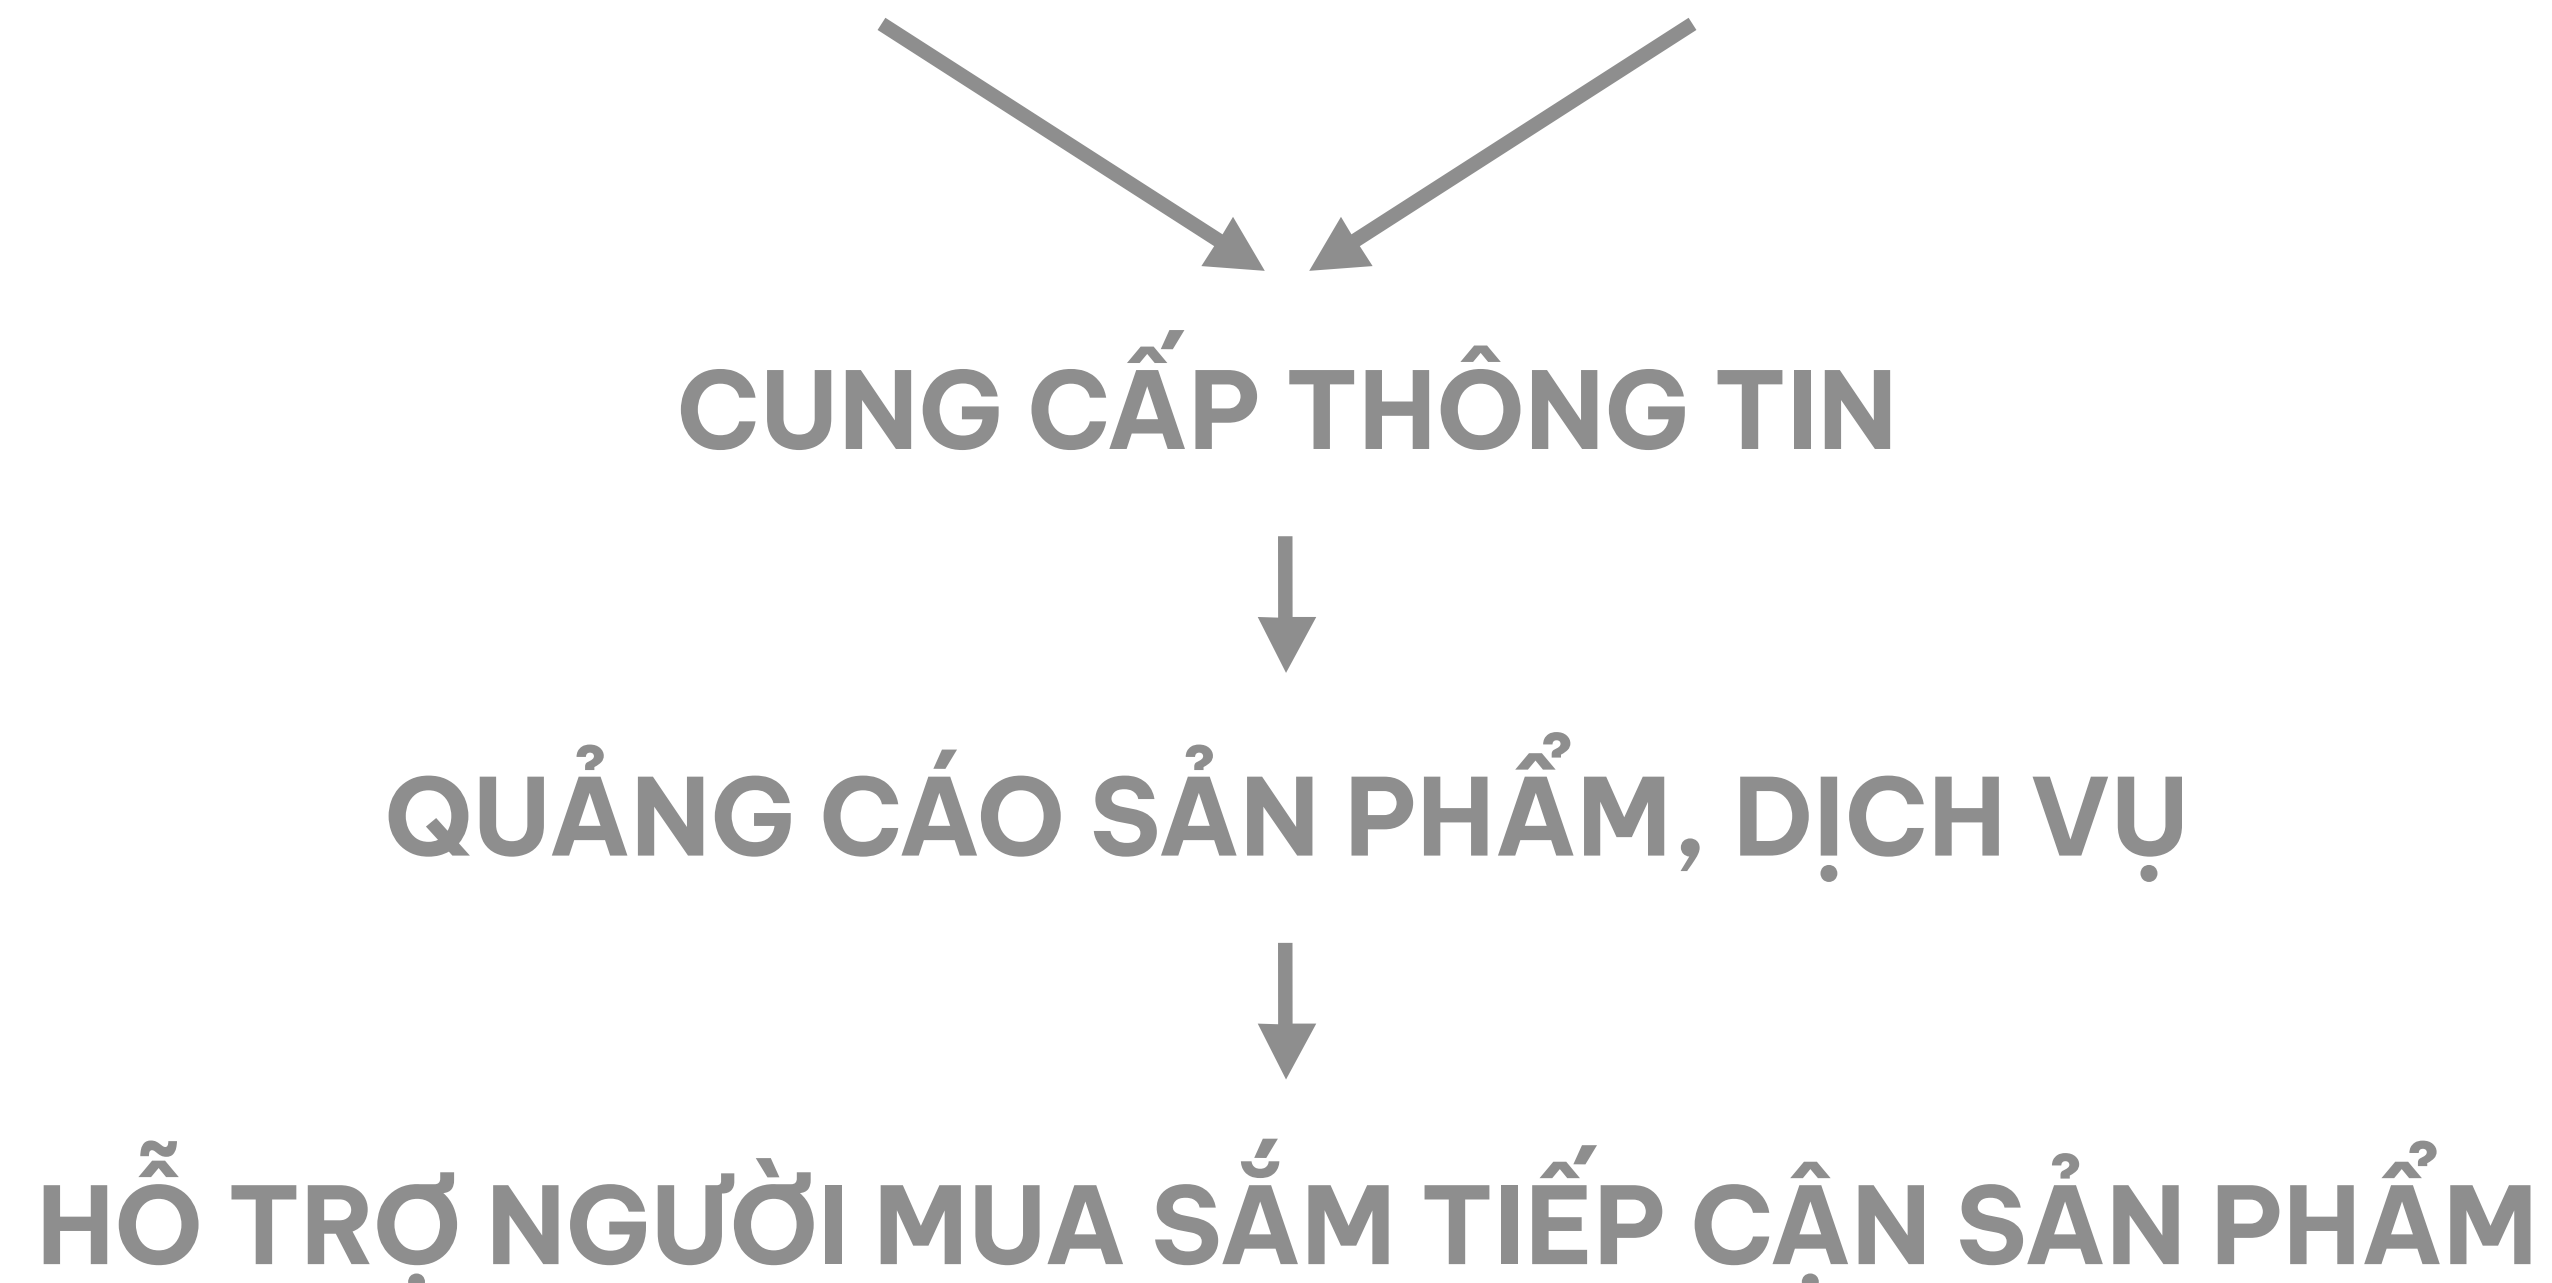 CUNG CẤP THÔNG TIN
QUẢNG CÁO SẢN PHẨM, DỊCH VỤ
HỖ TRỢ NGƯỜI MUA SẮM TIẾP CẬN SẢN PHẨM